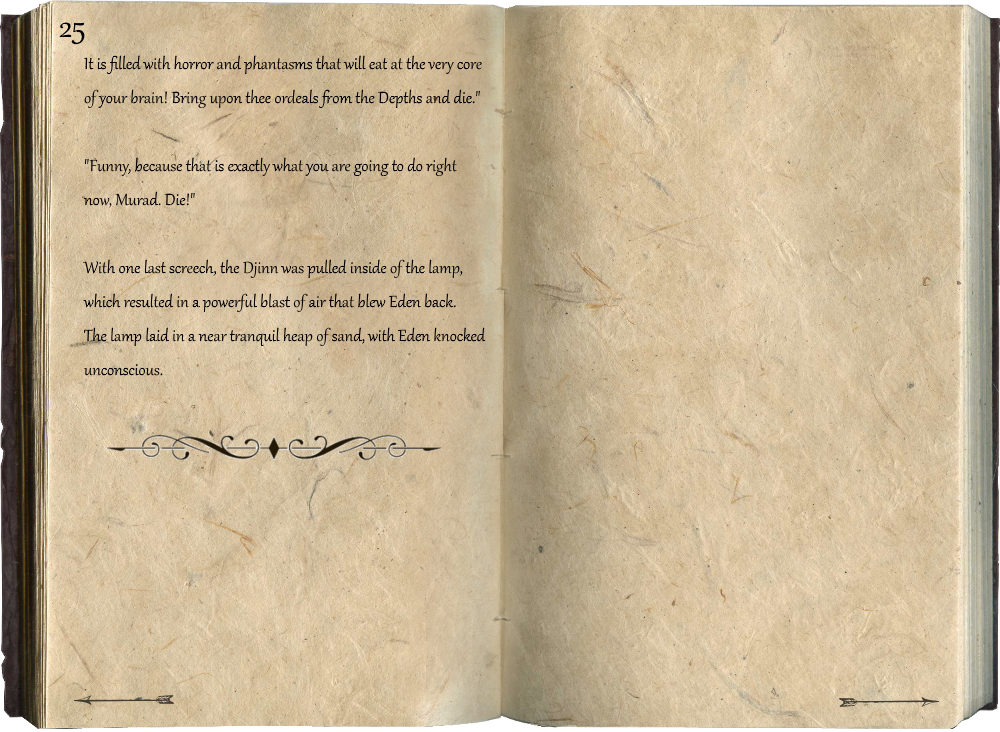 25
It is filled with horror and phantasms that will eat at the very core
of your brain! Bring upon thee ordeals from the Depths and die."
"Funny, because that is exactly what you are going to do right
now, Murad. Die!"
With one last screech, the Djinn was pulled inside of the lamp,
which resulted in a powerful blast of air that blew Eden back.
The lamp laid in a near tranquil heap of sand, with Eden knocked
unconscious.